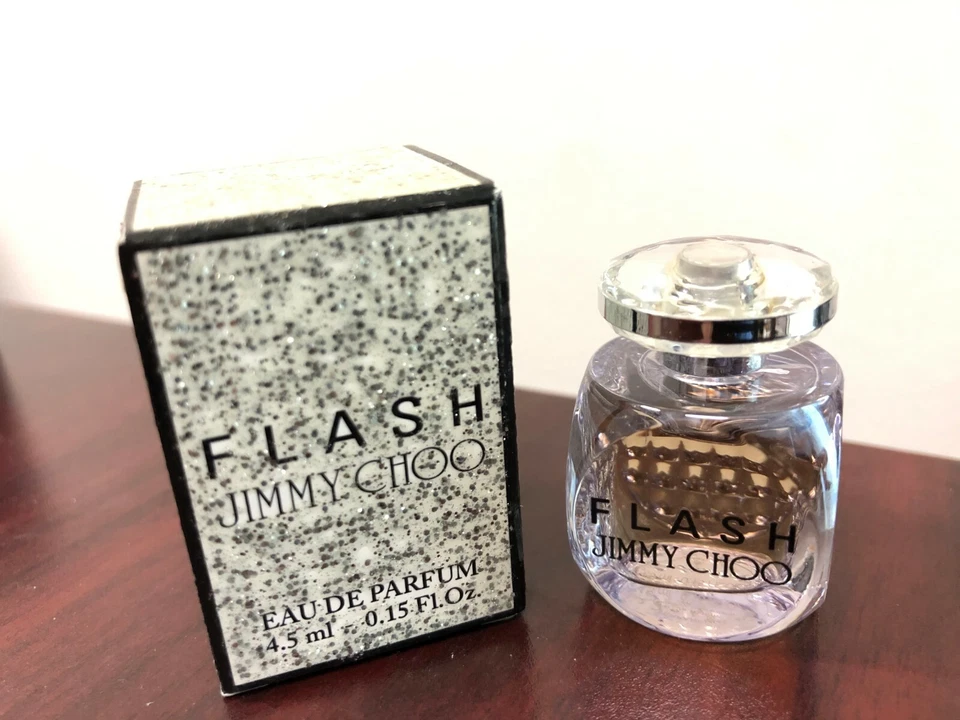 FLASH
JIMMY CHOO
EAU DE PARFUM
4.5 ml 0.15 Fl.Oz.
FLASH
JIMMY CHOO